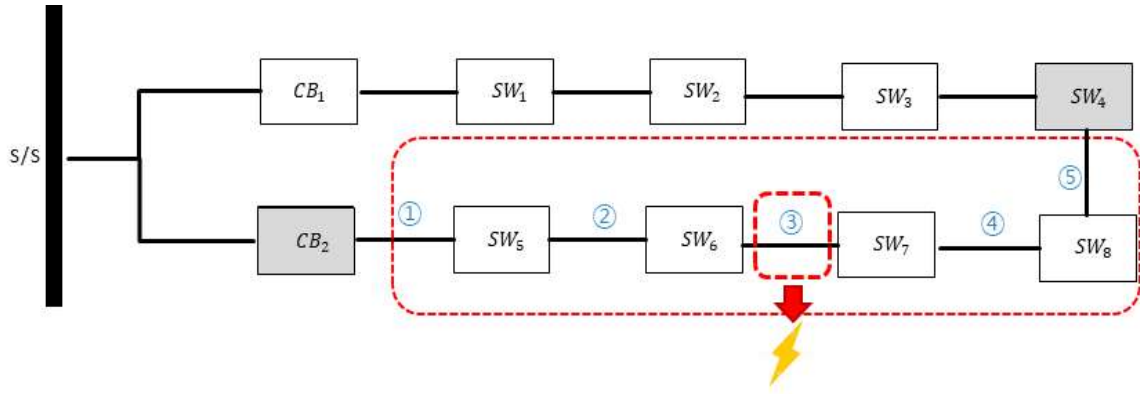 CB₁ SW₁ SW₂ SW₃ SW₄
S/S
⑤
① ② ③ ④
CB₂ SW₅ SW₆ SW₇ SW₈